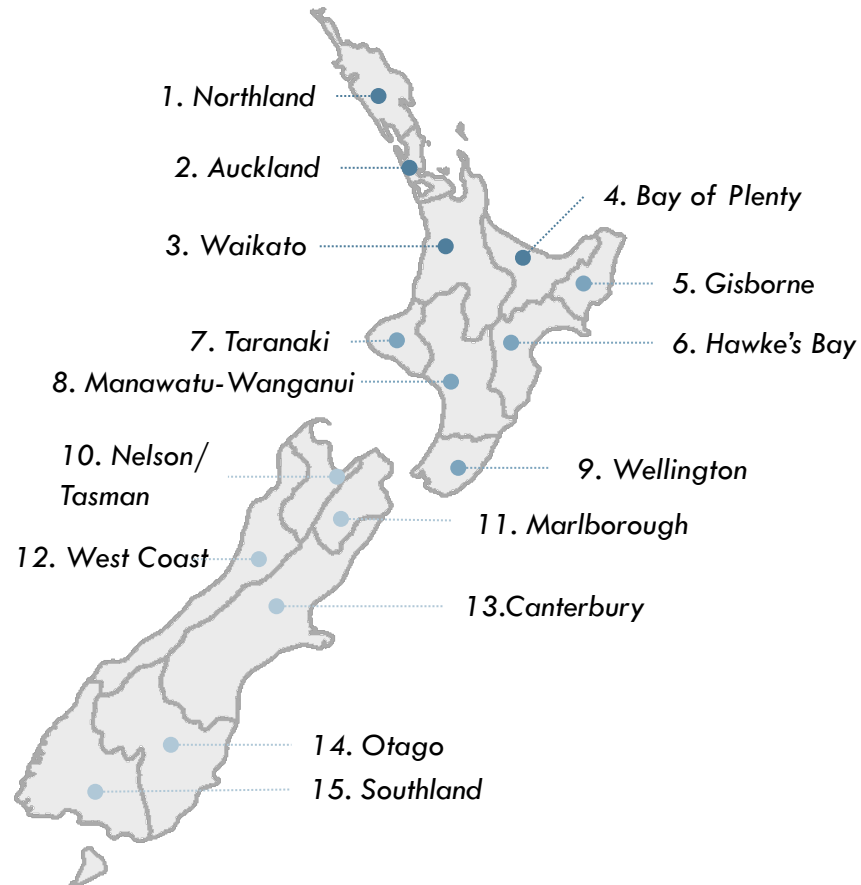 1. Northland
2. Auckland
3. Waikato
4. Bay of Plenty
5. Gisborne
6. Hawke's Bay
7. Taranaki
8. Manawatu-Wanganui
9. Wellington
10. Nelson/
Tasman
11. Marlborough
12. West Coast
13.Canterbury
14. Otago
15. Southland